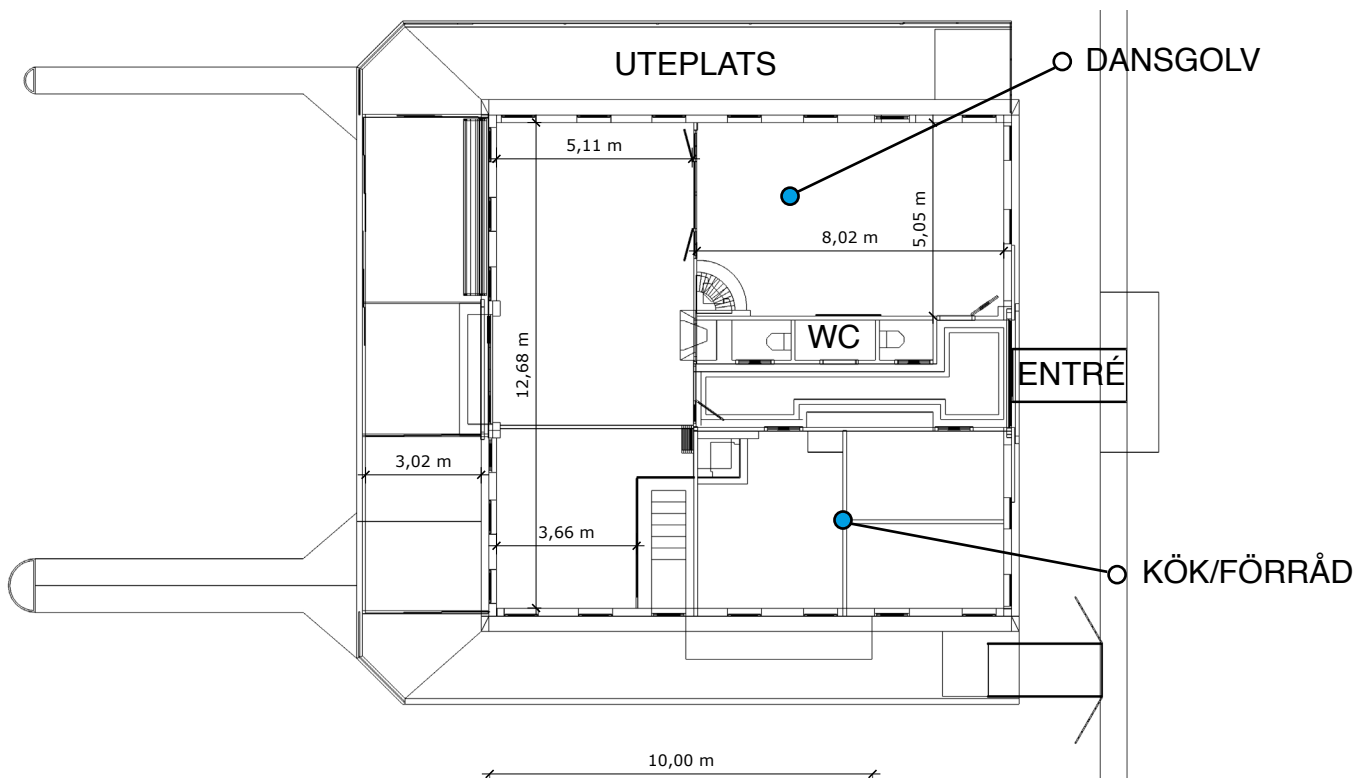 UTEPLATS
DANSGOLV
5,11 m
5,05 m
8,02 m
WC
12,68 m
ENTRÉ
3,02 m
3,66 m
KÖK/FÖRRÅD
10,00 m